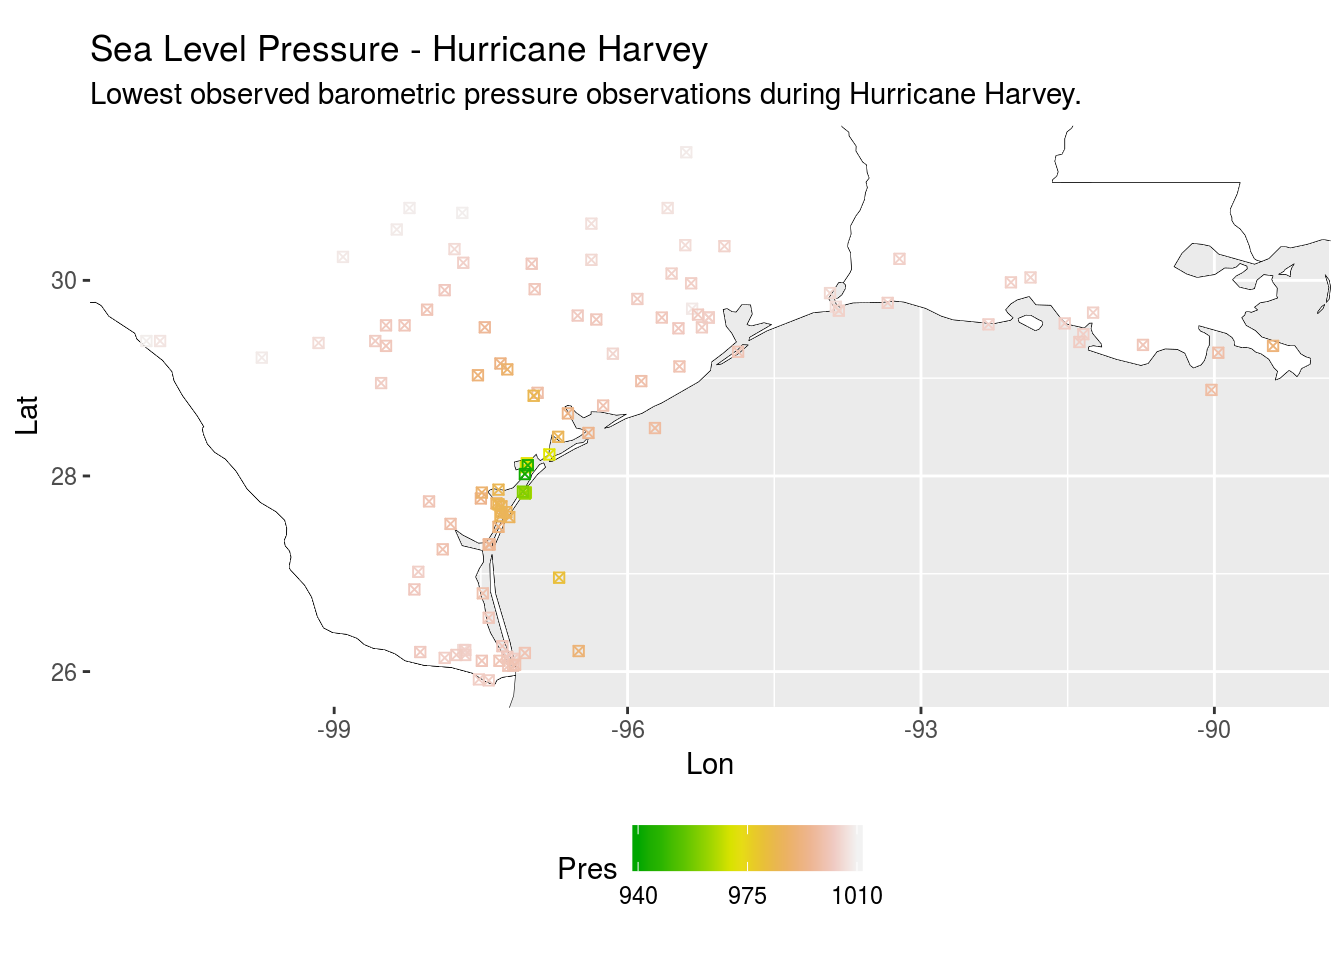 Sea Level Pressure - Hurricane Harvey
Lowest observed barometric pressure observations during Hurricane Harvey.
Lat
30
28
26
-99 -96 -93 -90
Lon
Pres
940 975 1010